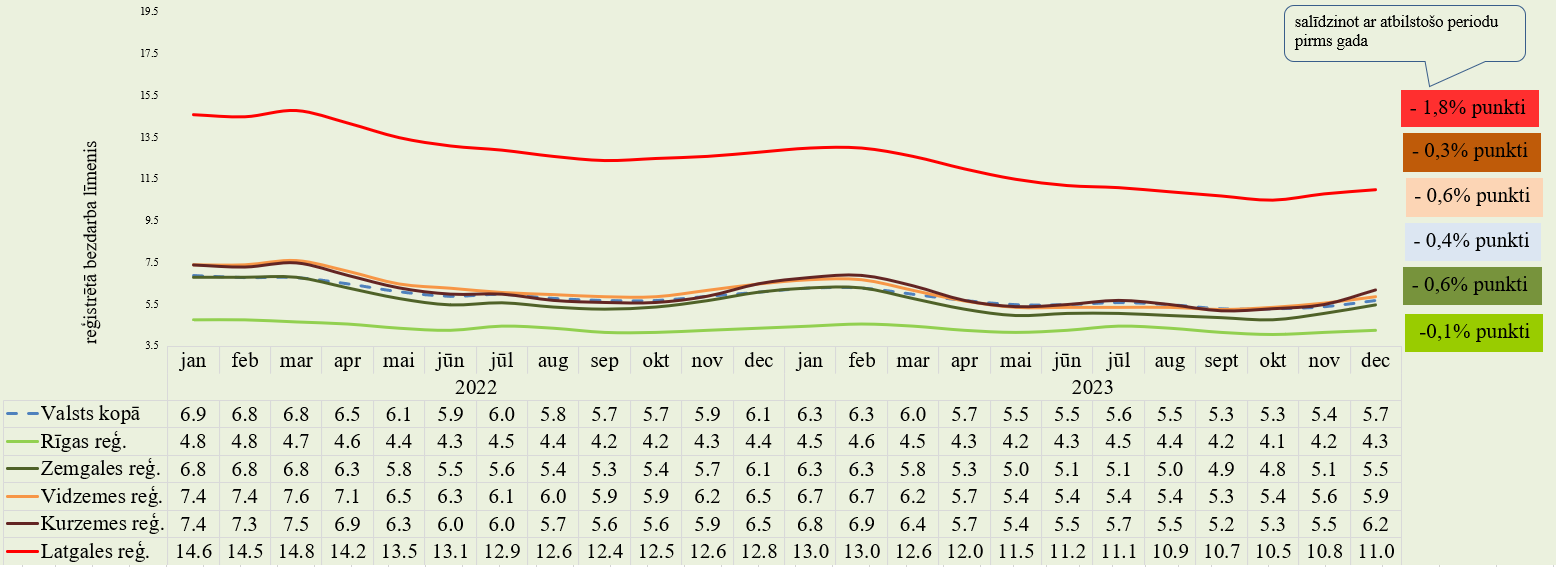 19.5
17.5
15.5
13.5
11.5
9.5
7.5
5.5
3.5
reģistrētā bezdarba līmenis
salīdzinot ar atbilstošo periodu
pirms gada
- 1,8% punkti
- 0,3% punkti
- 0,6% punkti
- 0,4% punkti
- 0,6% punkti
-0,1% punkti
jan feb mar apr mai jūn jūl aug sep okt nov dec jan feb mar apr mai jūn jūl aug sept okt nov dec
2022 2023
Valsts kopā 6.9 6.8 6.8 6.5 6.1 5.9 6.0 5.8 5.7 5.7 5.9 6.1 6.3 6.3 6.0 5.7 5.5 5.5 5.6 5.5 5.3 5.3 5.4 5.7
Rīgas reģ. 4.8 4.8 4.7 4.6 4.4 4.3 4.5 4.4 4.2 4.2 4.3 4.4 4.5 4.6 4.5 4.3 4.2 4.3 4.5 4.4 4.2 4.1 4.2 4.3
Zemgales reģ. 6.8 6.8 6.8 6.3 5.8 5.5 5.6 5.4 5.3 5.4 5.7 6.1 6.3 6.3 5.8 5.3 5.0 5.1 5.1 5.0 4.9 4.8 5.1 5.5
Vidzemes reģ. 7.4 7.4 7.6 7.1 6.5 6.3 6.1 6.0 5.9 5.9 6.2 6.5 6.7 6.7 6.2 5.7 5.4 5.4 5.4 5.4 5.3 5.4 5.6 5.9
Kurzemes reģ. 7.4 7.3 7.5 6.9 6.3 6.0 6.0 5.7 5.6 5.6 5.9 6.5 6.8 6.9 6.4 5.7 5.4 5.5 5.7 5.5 5.2 5.3 5.5 6.2
Latgales reģ. 14.6 14.5 14.8 14.2 13.5 13.1 12.9 12.6 12.4 12.5 12.6 12.8 13.0 13.0 12.6 12.0 11.5 11.2 11.1 10.9 10.7 10.5 10.8 11.0